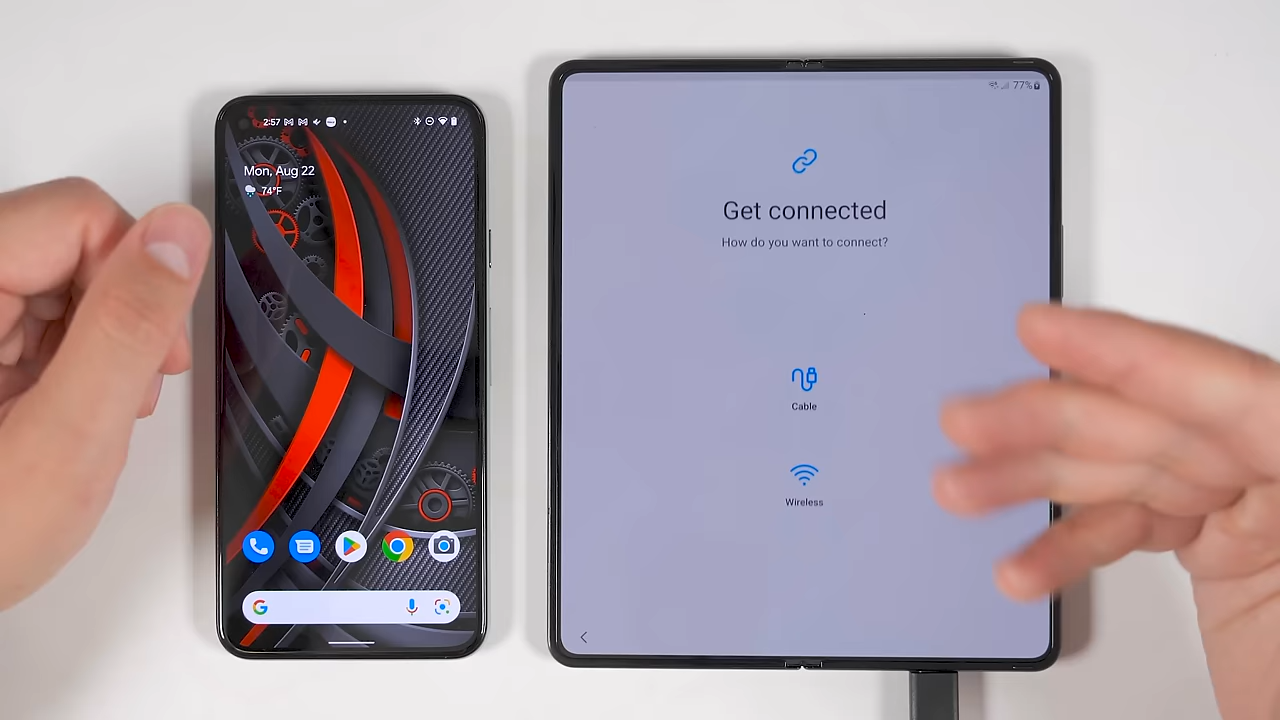 2:57
Mon, Aug 22
74°F
77%
Get connected
How do you want to connect?
Cable
Wireless